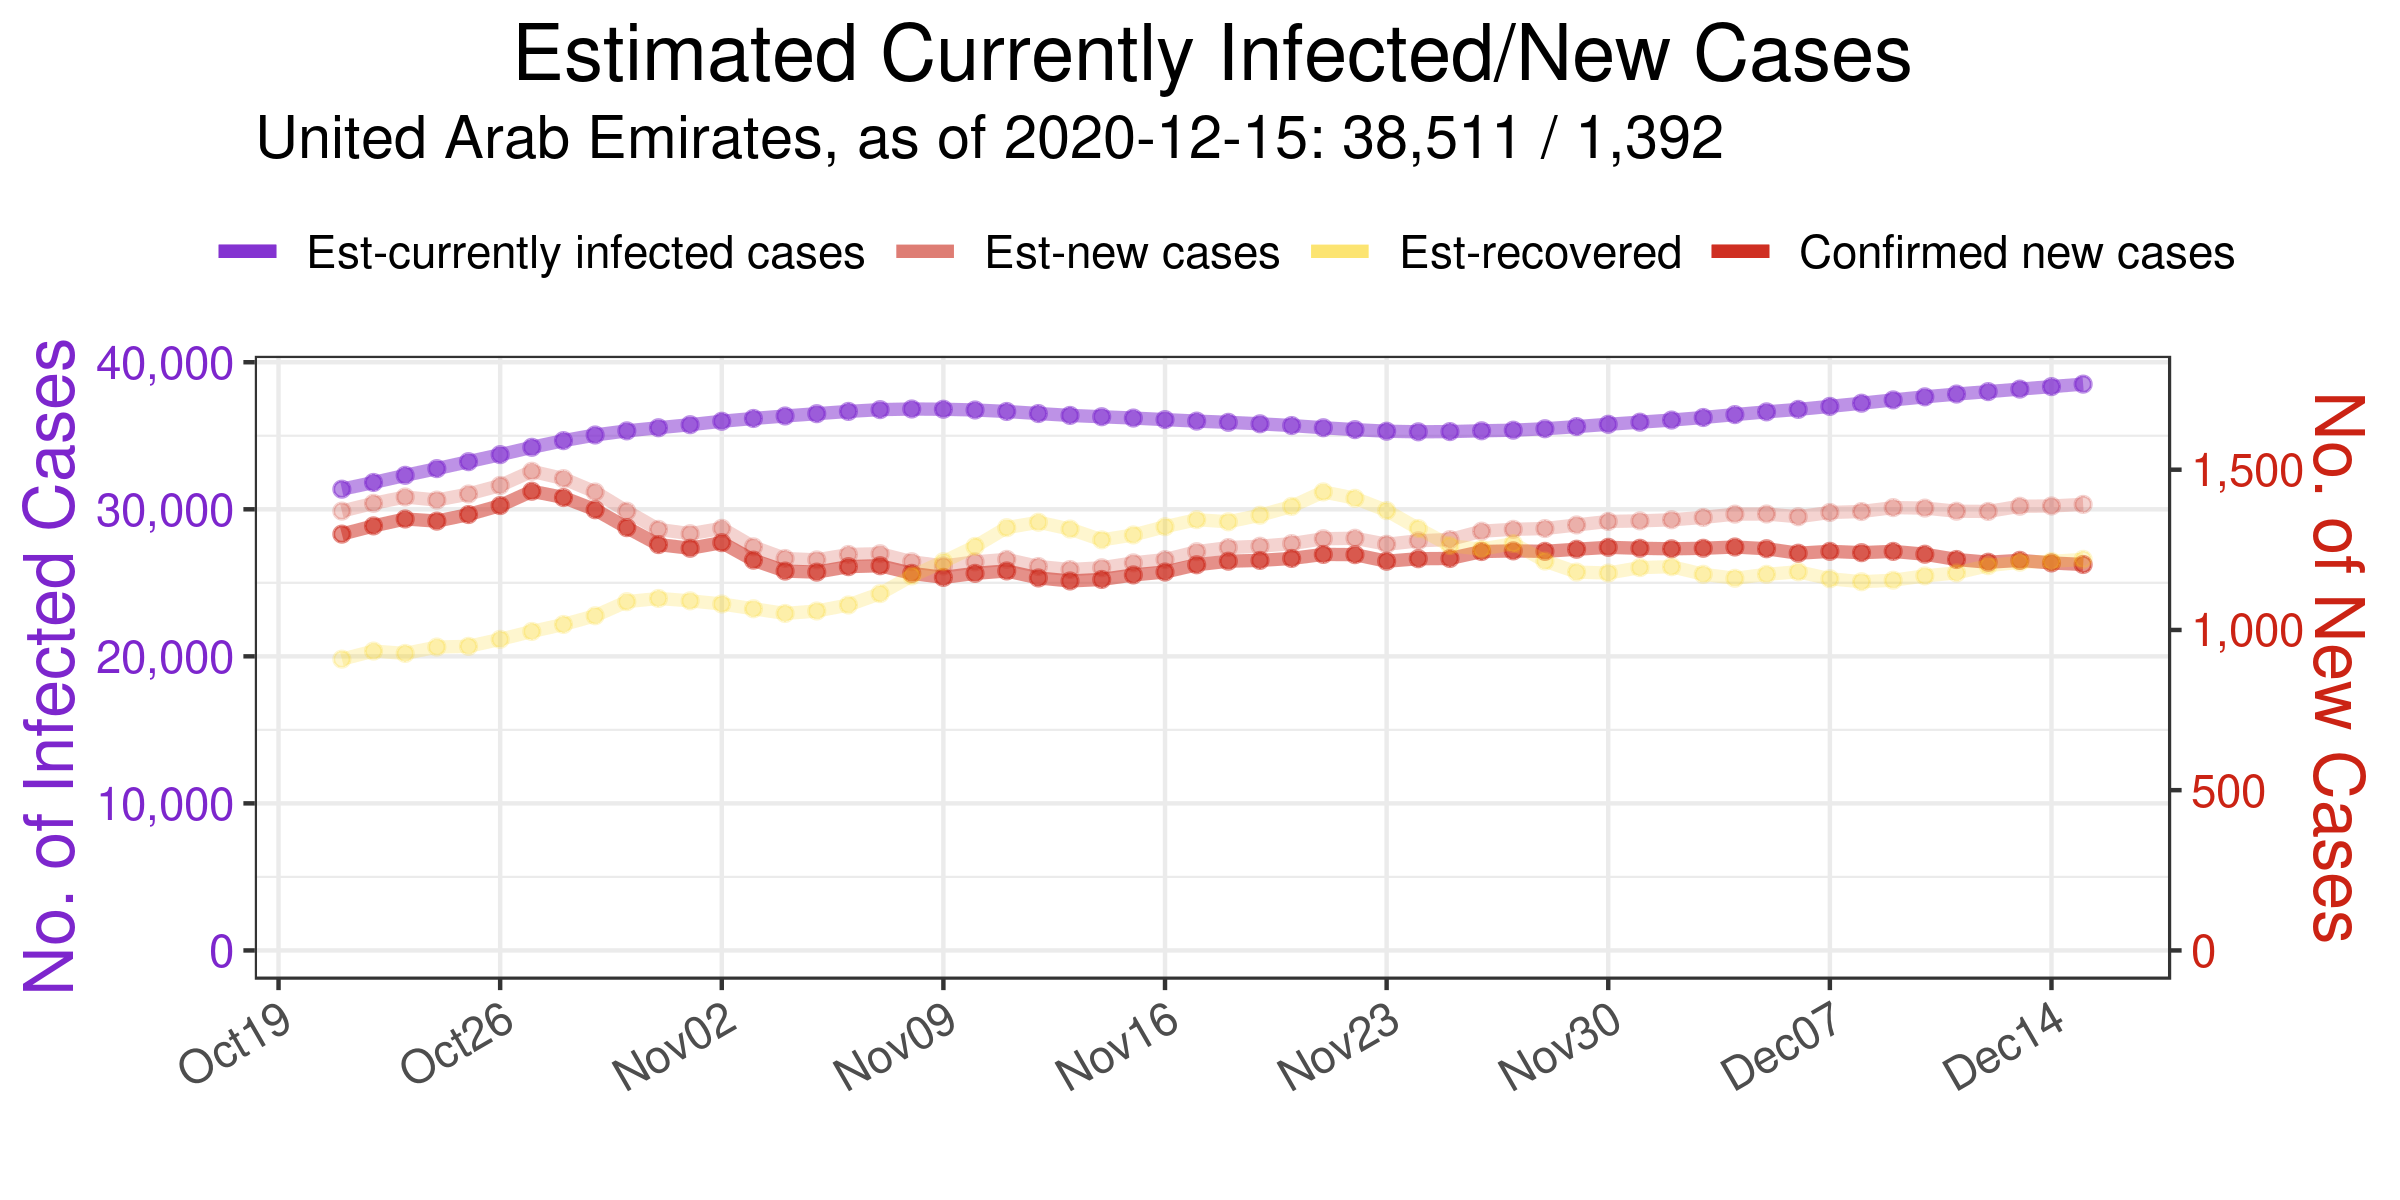 Estimated Currently Infected/New Cases
United Arab Emirates, as of 2020-12-15: 38,511 / 1,392
Est-currently infected cases Est-new cases Est-recovered Confirmed new cases
No. of Infected Cases
40,000
30,000
20,000
10,000
0
1,500
1,000
500
0
No. of New Cases
Oct19 Oct26 Nov02 Nov09 Nov16 Nov23 Nov30 Dec07 Dec14